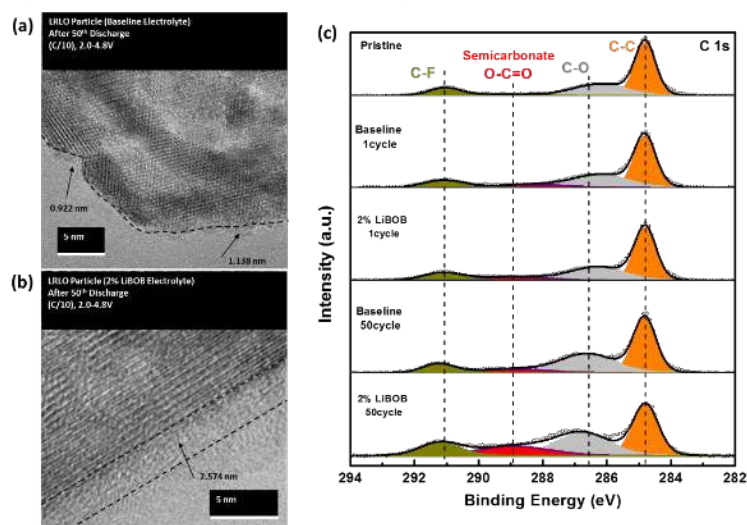 (a)
LRLO Particle (Baseline Electrolyte)
After 50th Discharge
(C/10), 2.0-4.8V
0.922 nm
5 nm
1.138 nm
(b)
LRLO Particle (2% LiBOB Electrolyte)
After 50th Discharge
(C/10), 2.0-4.8V
2.574 nm
5 nm
(c)
Pristine
C-C
C 1s
Semicarbonate
C-F
O-C=O
C-O
Baseline
1cycle
2% LiBOB
1cycle
Baseline
50cycle
2% LiBOB
50cycle
Intensity (a.u.)
294 292 290 288 286 284 282
Binding Energy (eV)